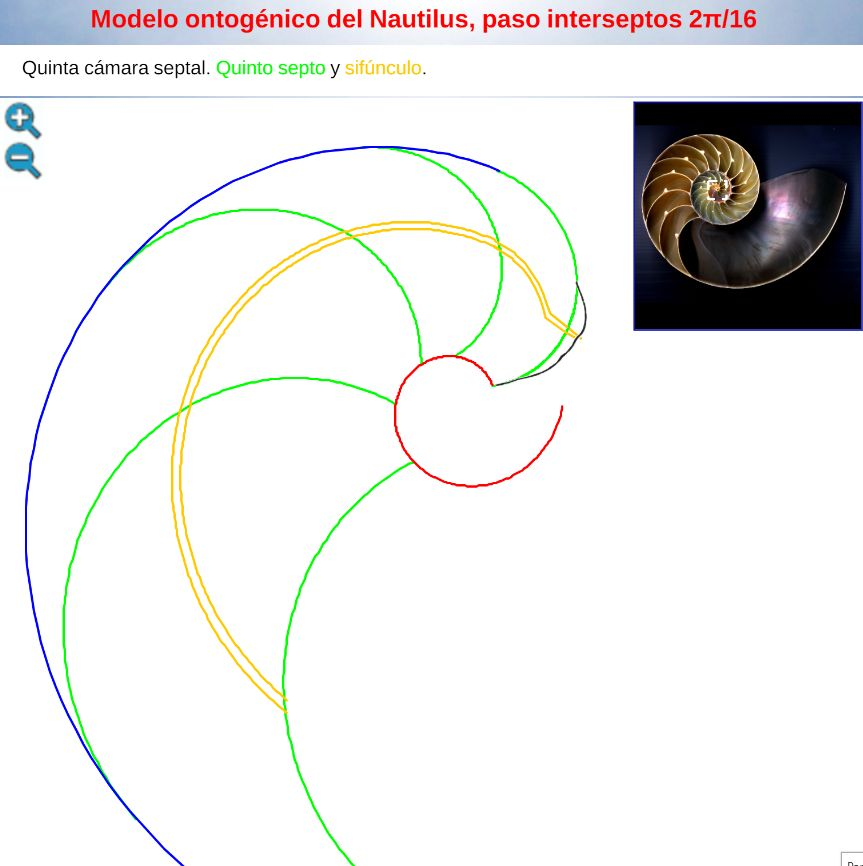 Modelo ontogénico del Nautilus, paso interseptos 2π/16
Quinta cámara septal. Quinto septo y sifúnculo.